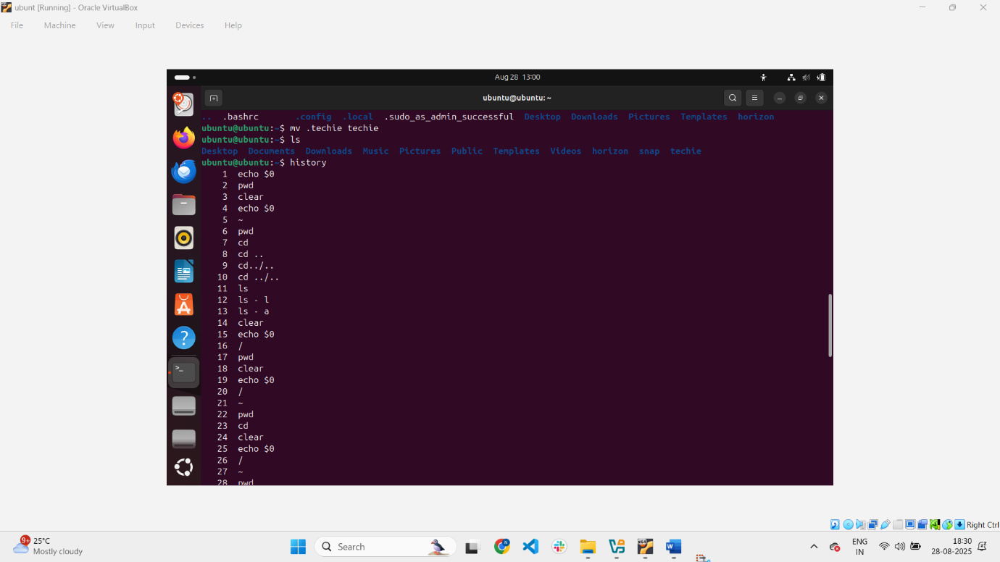 ubunt [Running] - Oracle VirtualBox
File Machine View Input Devices Help
Aug 28 13:00
ubuntu@ubuntu: ~
.. .bashrc .config .local .sudo_as_admin_successful Desktop Downloads Pictures Templates horizon
ubuntu@ubuntu:~$ mv .techie techie
ubuntu@ubuntu:~$ ls
Desktop Documents Downloads Music Pictures Public Templates Videos horizon snap techie
ubuntu@ubuntu:~$ history
1 echo $0
2 pwd
3 clear
4 echo $0
5 ~
6 pwd
7 cd
8 cd ..
9 cd../..
10 cd ../..
11 ls
12 ls - l
13 ls - a
14 clear
15 echo $0
16 /
17 pwd
18 clear
19 echo $0
20 /
21 ~
22 pwd
23 cd
24 clear
25 echo $0
26 /
27 ~
28 pwd
Right Ctrl
9+
25°C
Mostly cloudy
Search
ENG
IN
18:30
28-08-2025